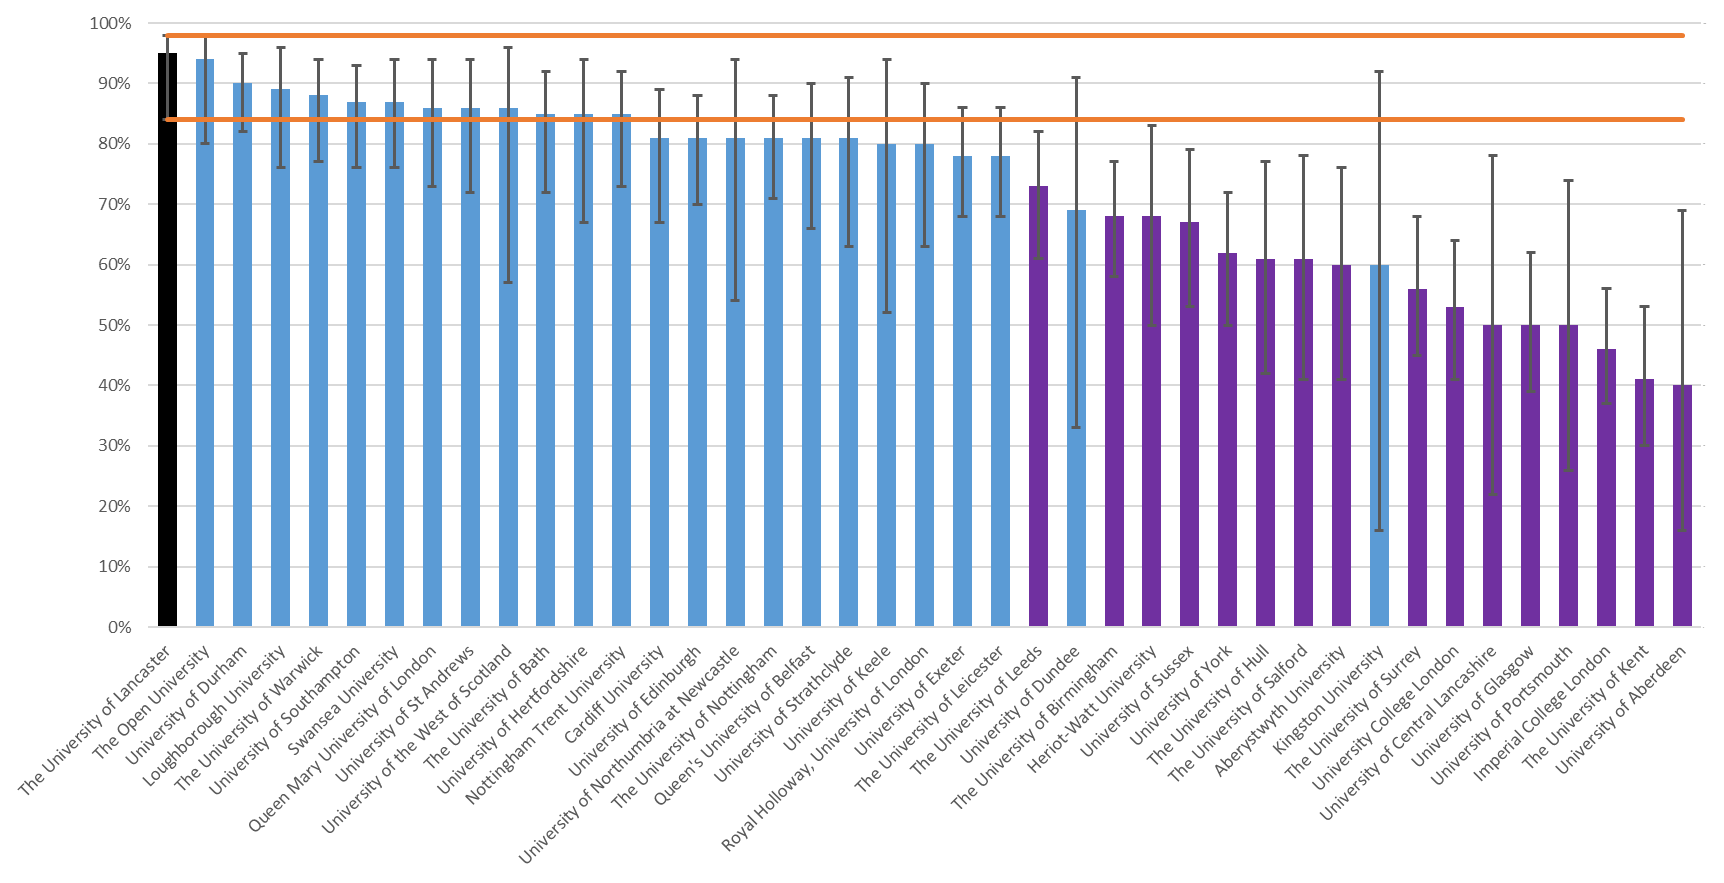 100%
90%
80%
70%
60%
50%
40%
30%
20%
10%
0%
The University of Lancaster
The Open University
University of Durham
Loughborough University
The University of Warwick
University of Southampton
Swansea University
Queen Mary University of London
University of St Andrews
University of the West of Scotland
The University of Bath
University of Hertfordshire
Nottingham Trent University
Cardiff University
University of Edinburgh
University of Northumbria at Newcastle
The University of Nottingham
Queen's University of Belfast
University of Strathclyde
University of Keele
Royal Holloway, University of London
University of Exeter
The University of Leicester
The University of Leeds
University of Dundee
The University of Birmingham
Heriot-Watt University
University of Sussex
University of York
The University of Hull
The University of Salford
Aberystwyth University
Kingston University
The University of Surrey
University College London
University of Central Lancashire
University of Glasgow
University of Portsmouth
Imperial College London
The University of Kent
University of Aberdeen